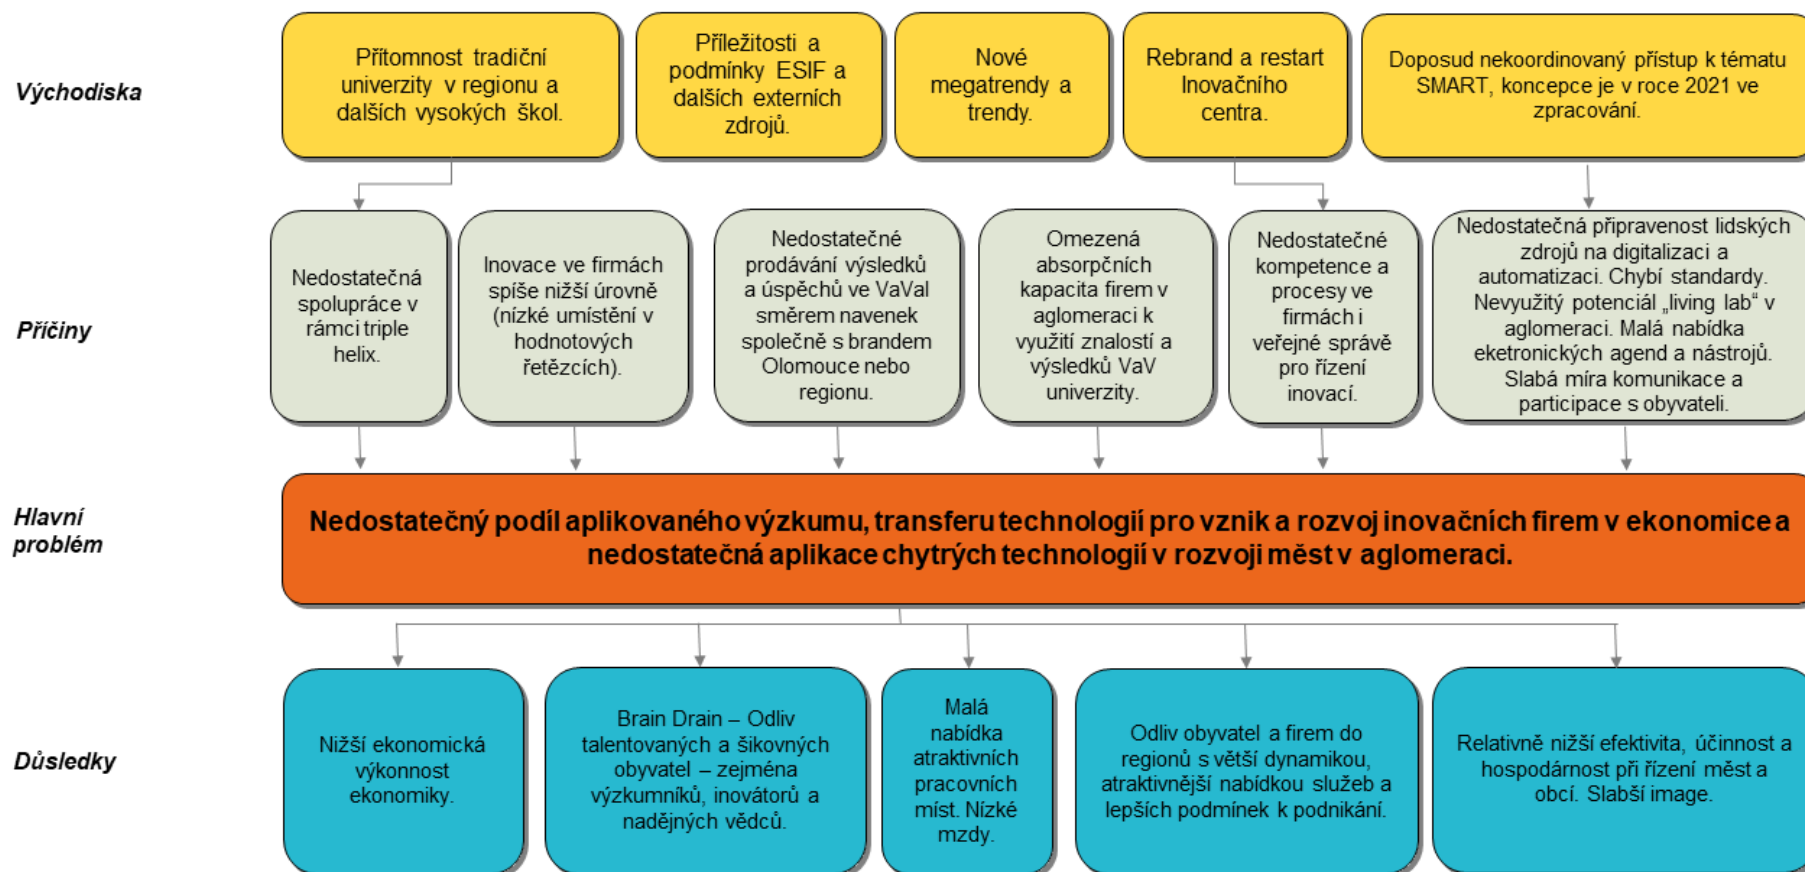 Východiska
Přítomnost tradiční
univerzity v regionu a
dalších vysokých škol.
Příležitosti a
podmínky ESIF a
dalších externích
zdrojů.
Nové
megatrendy a
trendy.
Rebrand a restart
Inovačního
centra.
Doposud nekoordinovaný přístup k tématu
SMART, koncepce je v roce 2021 ve
zpracování.
Příčiny
Nedostatečná
spolupráce v
rámci triple
helix.
Inovace ve firmách
spíše nižší úrovně
(nízké umístění v
hodnotových
řetězcích).
Nedostatečné
prodávání výsledků
a úspěchů ve VaVaI
směrem navenek
společně s brandem
Olomouce nebo
regionu.
Omezená
absorpčních
kapacita firem v
aglomeraci k
využití znalostí a
výsledků VaV
univerzity.
Nedostatečné
kompetence a
procesy ve
firmách i
veřejné správě
pro řízení
inovací.
Nedostatečná připravenost lidských
zdrojů na digitalizaci a
automatizaci. Chybí standardy.
Nevyužitý potenciál „living lab“ v
aglomeraci. Malá nabídka
eketronických agend a nástrojů.
Slabá míra komunikace a
participace s obyvateli.
Hlavní
problém
Nedostatečný podíl aplikovaného výzkumu, transferu technologií pro vznik a rozvoj inovačních firem v ekonomice a
nedostatečná aplikace chytrých technologií v rozvoji měst v aglomeraci.
Důsledky
Nižší ekonomická
výkonnost
ekonomiky.
Brain Drain – Odliv
talentovaných a šikovných
obyvatel – zejména
výzkumníků, inovátorů a
nadějných vědců.
Malá
nabídka
atraktivních
pracovních
míst. Nízké
mzdy.
Odliv obyvatel a firem do
regionů s větší dynamikou,
atraktivnější nabídkou služeb a
lepších podmínek k podnikání.
Relativně nižší efektivita, účinnost a
hospodárnost při řízení měst a
obcí. Slabší image.